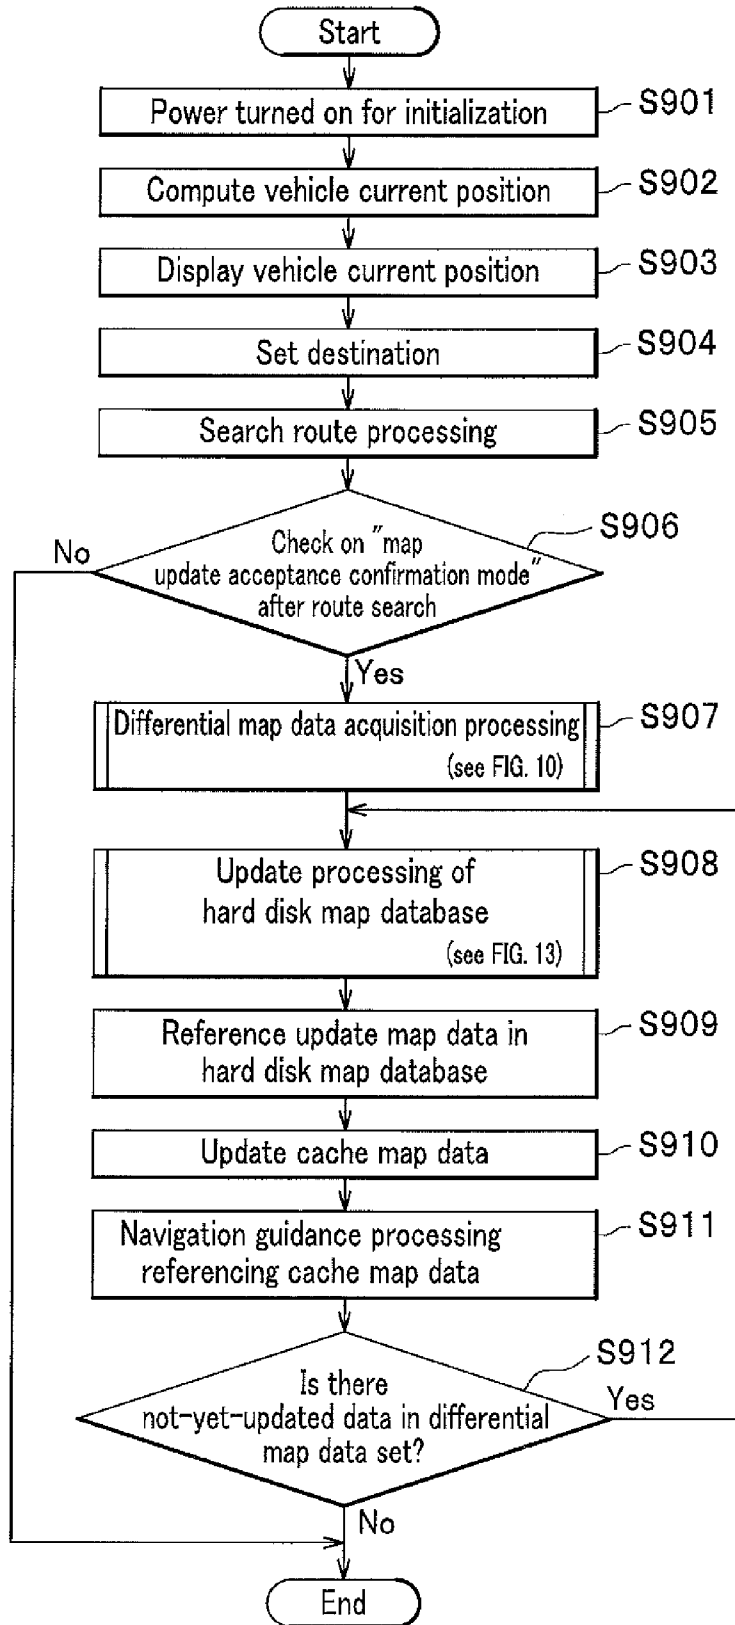 Start
Power turned on for initialization
S901
Compute vehicle current position
S902
Display vehicle current position
S903
Set destination
S904
Search route processing
S905
Check on "map
update acceptance confirmation mode"
after route search
S906
No
Yes
Differential map data acquisition processing
(see FIG. 10)
S907
Update processing of
hard disk map database
(see FIG. 13)
S908
Reference update map data in
hard disk map database
S909
Update cache map data
S910
Navigation guidance processing
referencing cache map data
S911
Is there
not-yet-updated data in differential
map data set?
S912
Yes
No
End